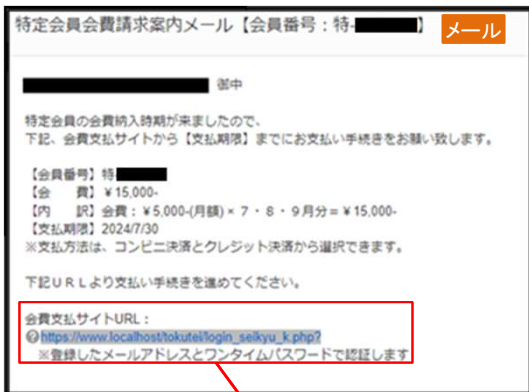 特定会員会費請求案内メール【会員番号：特-】
メール
御中
特定会員の会費納入時期が来ましたので、
下記、会費支払サイトから【支払期限】までにお支払い手続きをお願い致します。
【会員番号】特-
【会　　費】￥15,000-
【内　　訳】会費：￥5,000-(月額)×７・８・９月分＝￥15,000-
【支払期限】2024/7/30
※支払方法は、コンビニ決済とクレジット決済から選択できます。
下記ＵＲＬより支払い手続きを進めてください。
会費支払サイトURL：
https://www.localhost/tokutei/login_seikyu_k.php?
※登録したメールアドレスとワンタイムパスワードで認証します